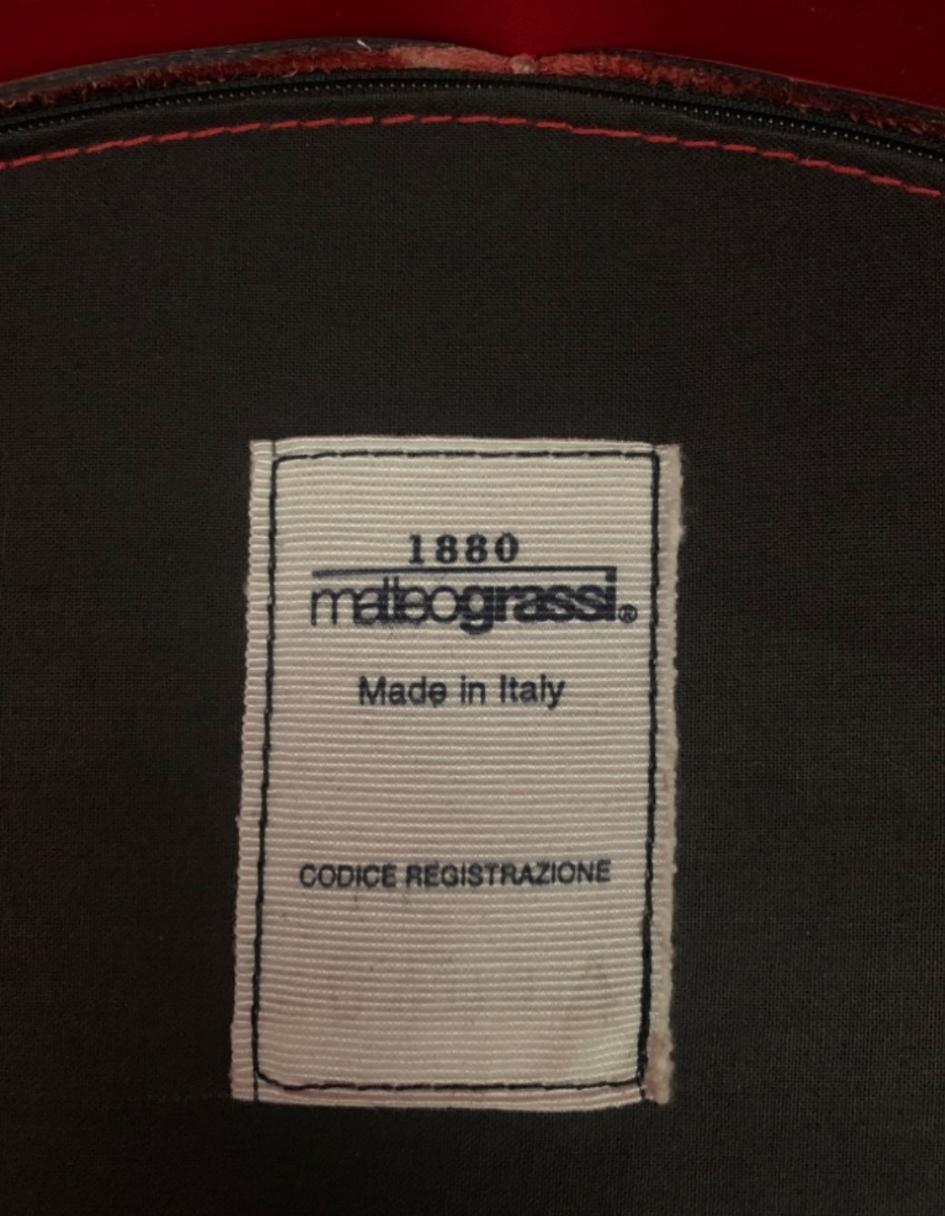 1880
matteograssi®
Made in Italy
CODICE REGISTRAZIONE